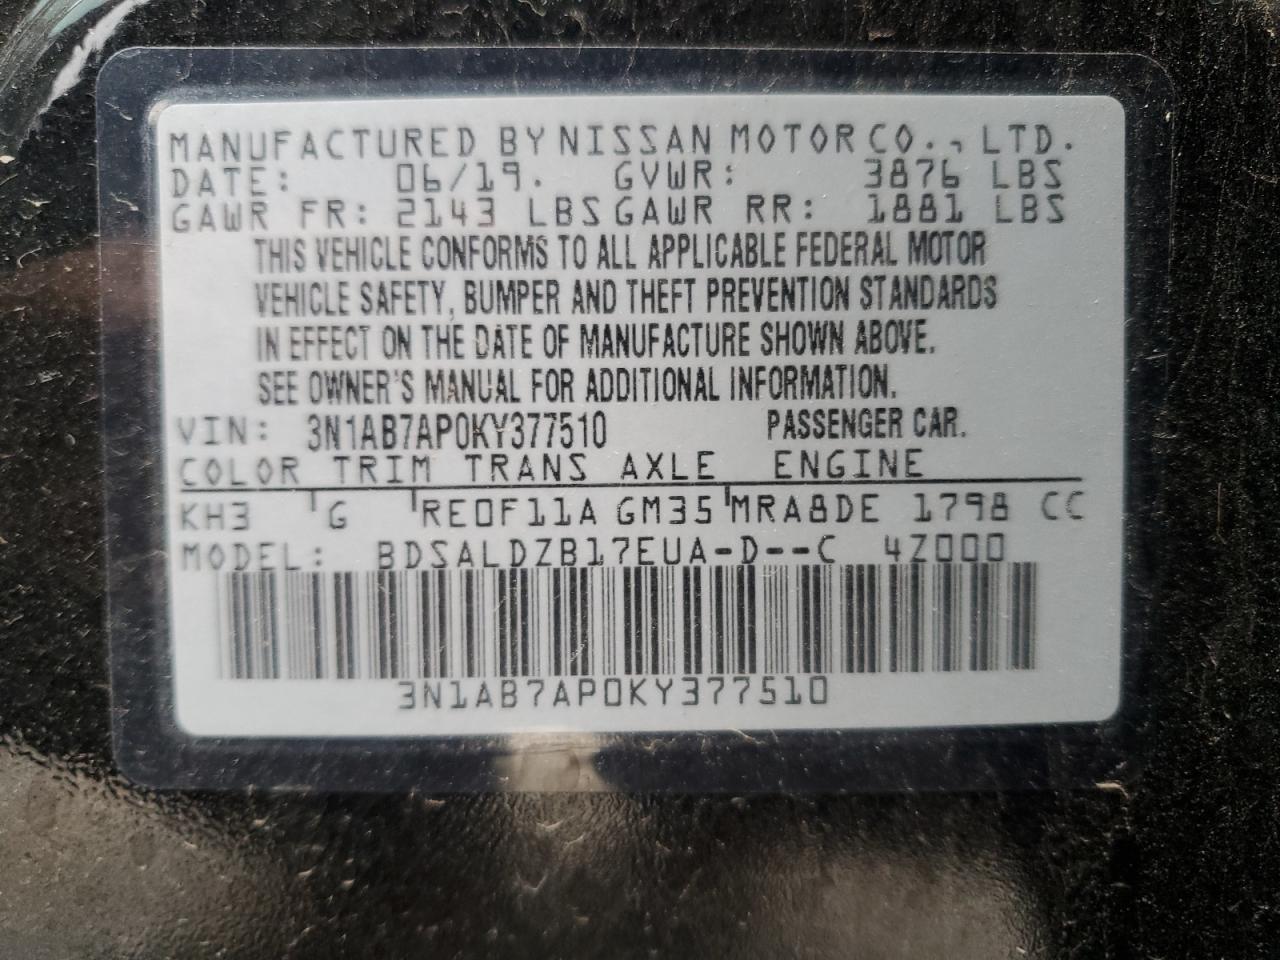 MANUFACTURED BY NISSAN MOTOR CO., LTD.
DATE: 06/19. GVWR: 3876 LBS
GAWR FR: 2143 LBS GAWR RR: 1881 LBS
THIS VEHICLE CONFORMS TO ALL APPLICABLE FEDERAL MOTOR
VEHICLE SAFETY, BUMPER AND THEFT PREVENTION STANDARDS
IN EFFECT ON THE DATE OF MANUFACTURE SHOWN ABOVE.
SEE OWNER'S MANUAL FOR ADDITIONAL INFORMATION.
VIN: 3N1AB7AP0KY377510 PASSENGER CAR.
COLOR TRIM TRANS AXLE ENGINE
KH3 G RE0F11A GM35 MRA8DE 1798 CC
MODEL: BDSALDZB17EUA-D--C 4Z000
3N1AB7AP0KY377510